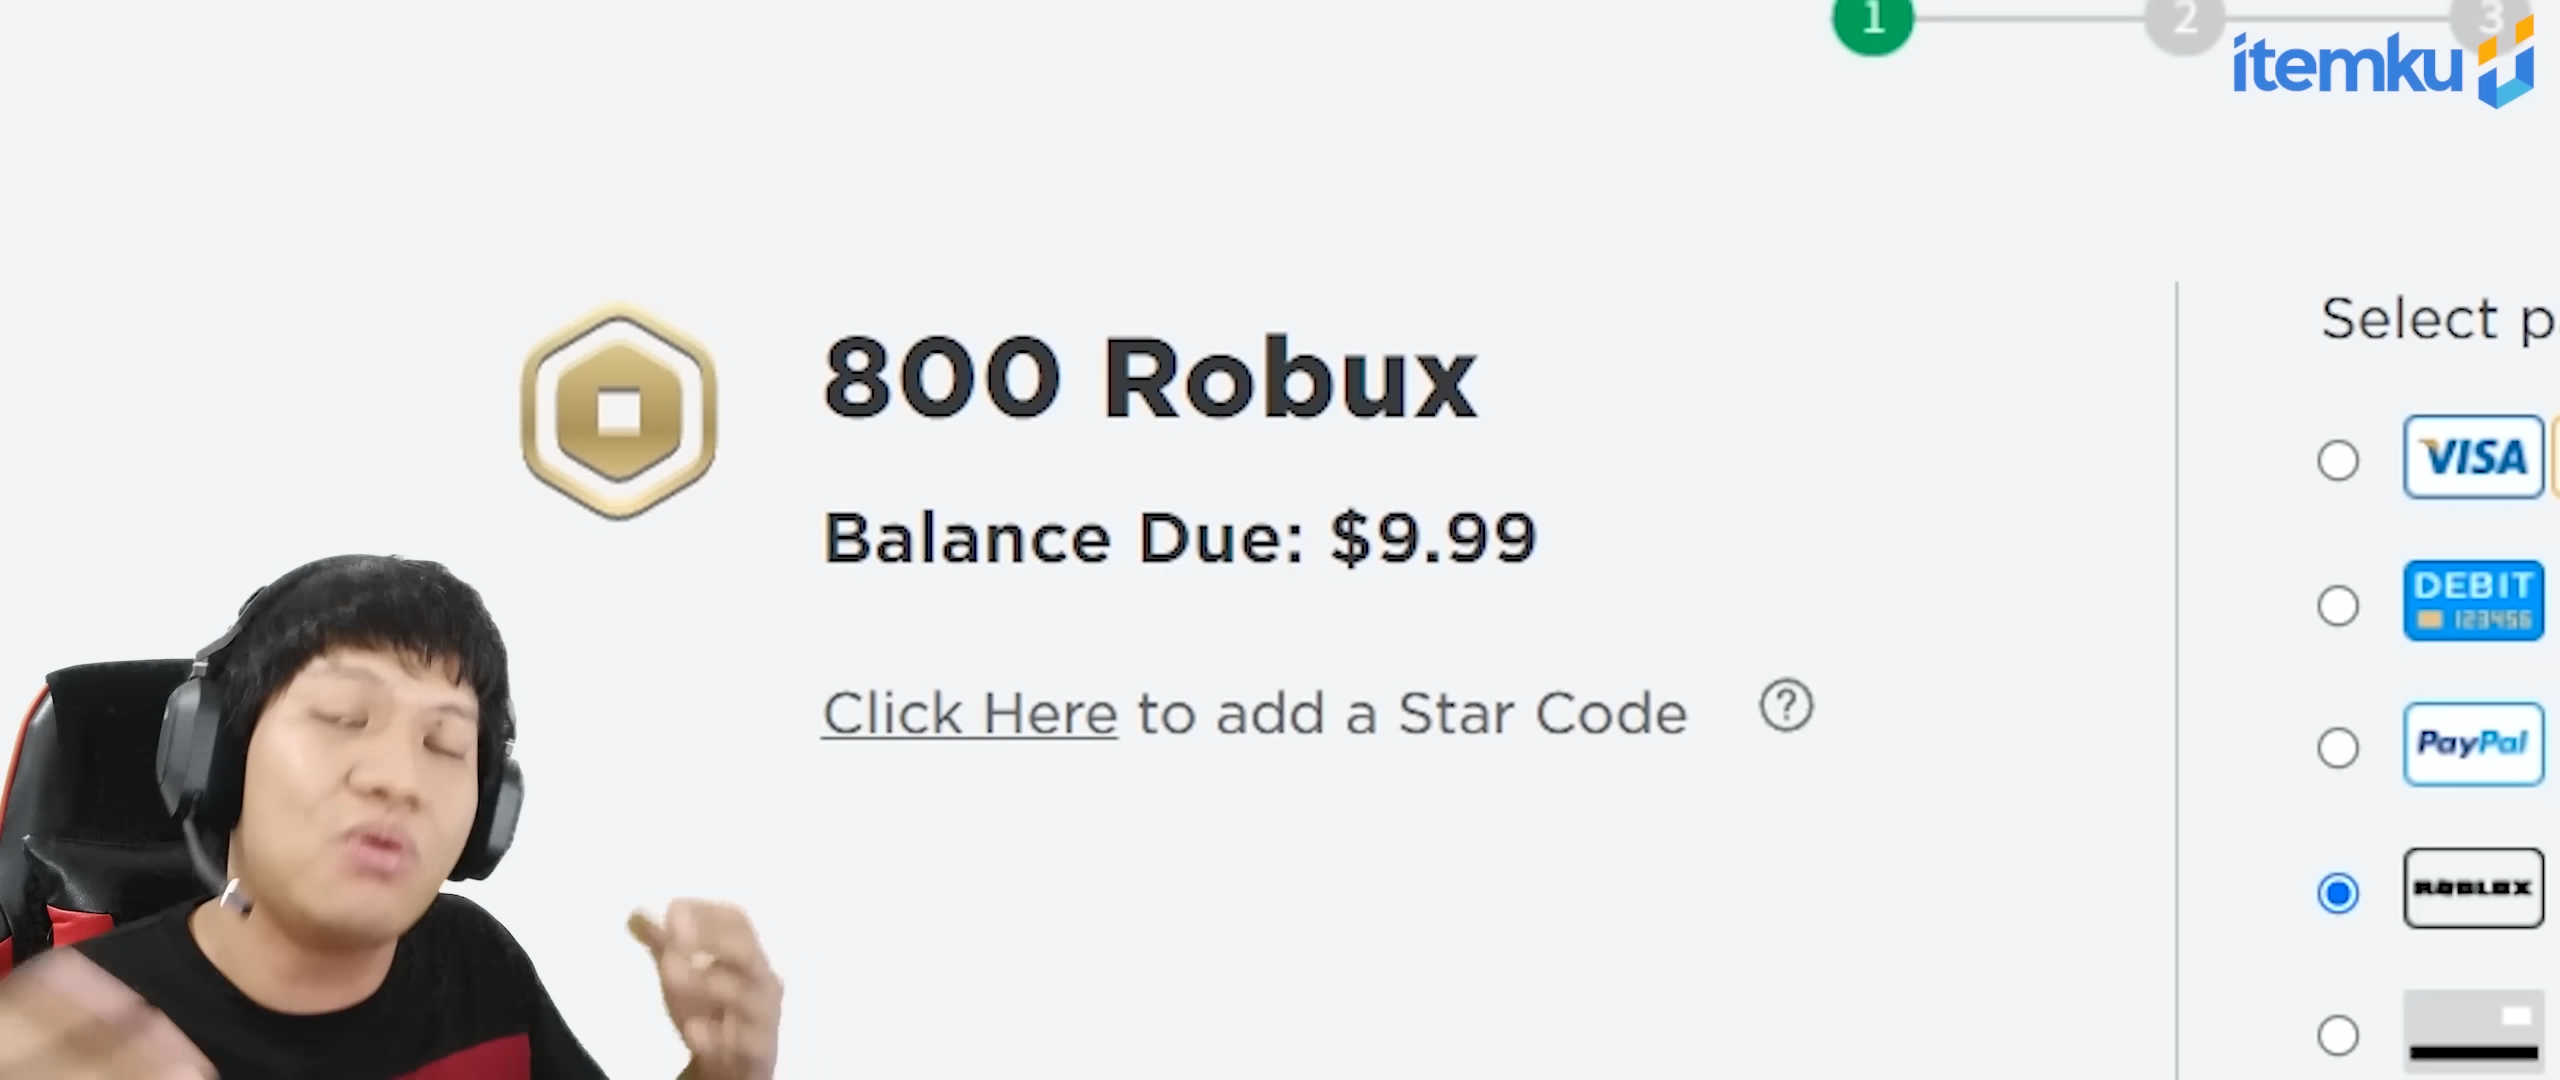 1 2 3
itemku
800 Robux
Balance Due: $9.99
Click Here to add a Star Code ?
Select p
VISA
DEBIT
123456
PayPal
ROBLOX